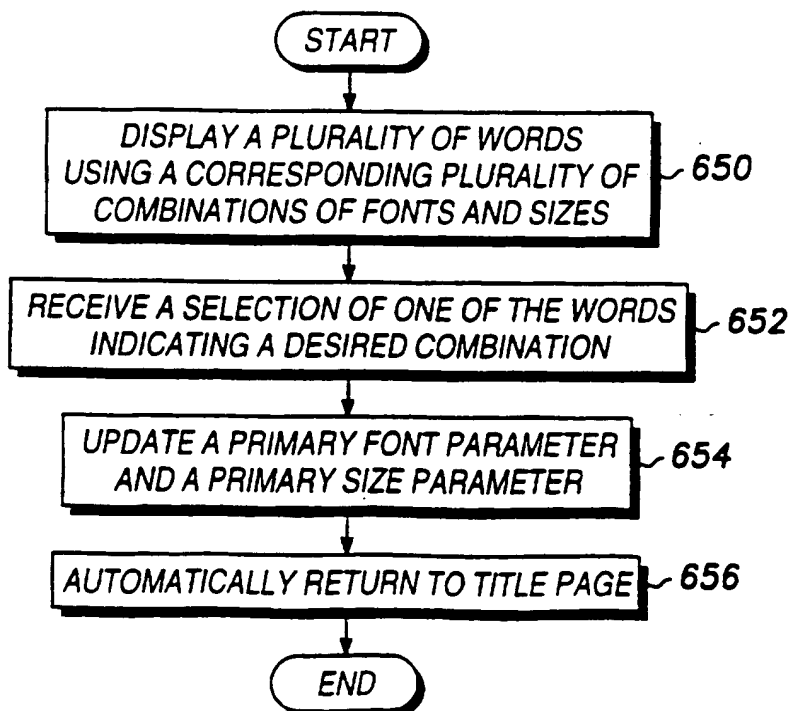 START
DISPLAY A PLURALITY OF WORDS
USING A CORRESPONDING PLURALITY OF
COMBINATIONS OF FONTS AND SIZES
650
RECEIVE A SELECTION OF ONE OF THE WORDS
INDICATING A DESIRED COMBINATION
652
UPDATE A PRIMARY FONT PARAMETER
AND A PRIMARY SIZE PARAMETER
654
AUTOMATICALLY RETURN TO TITLE PAGE
656
END